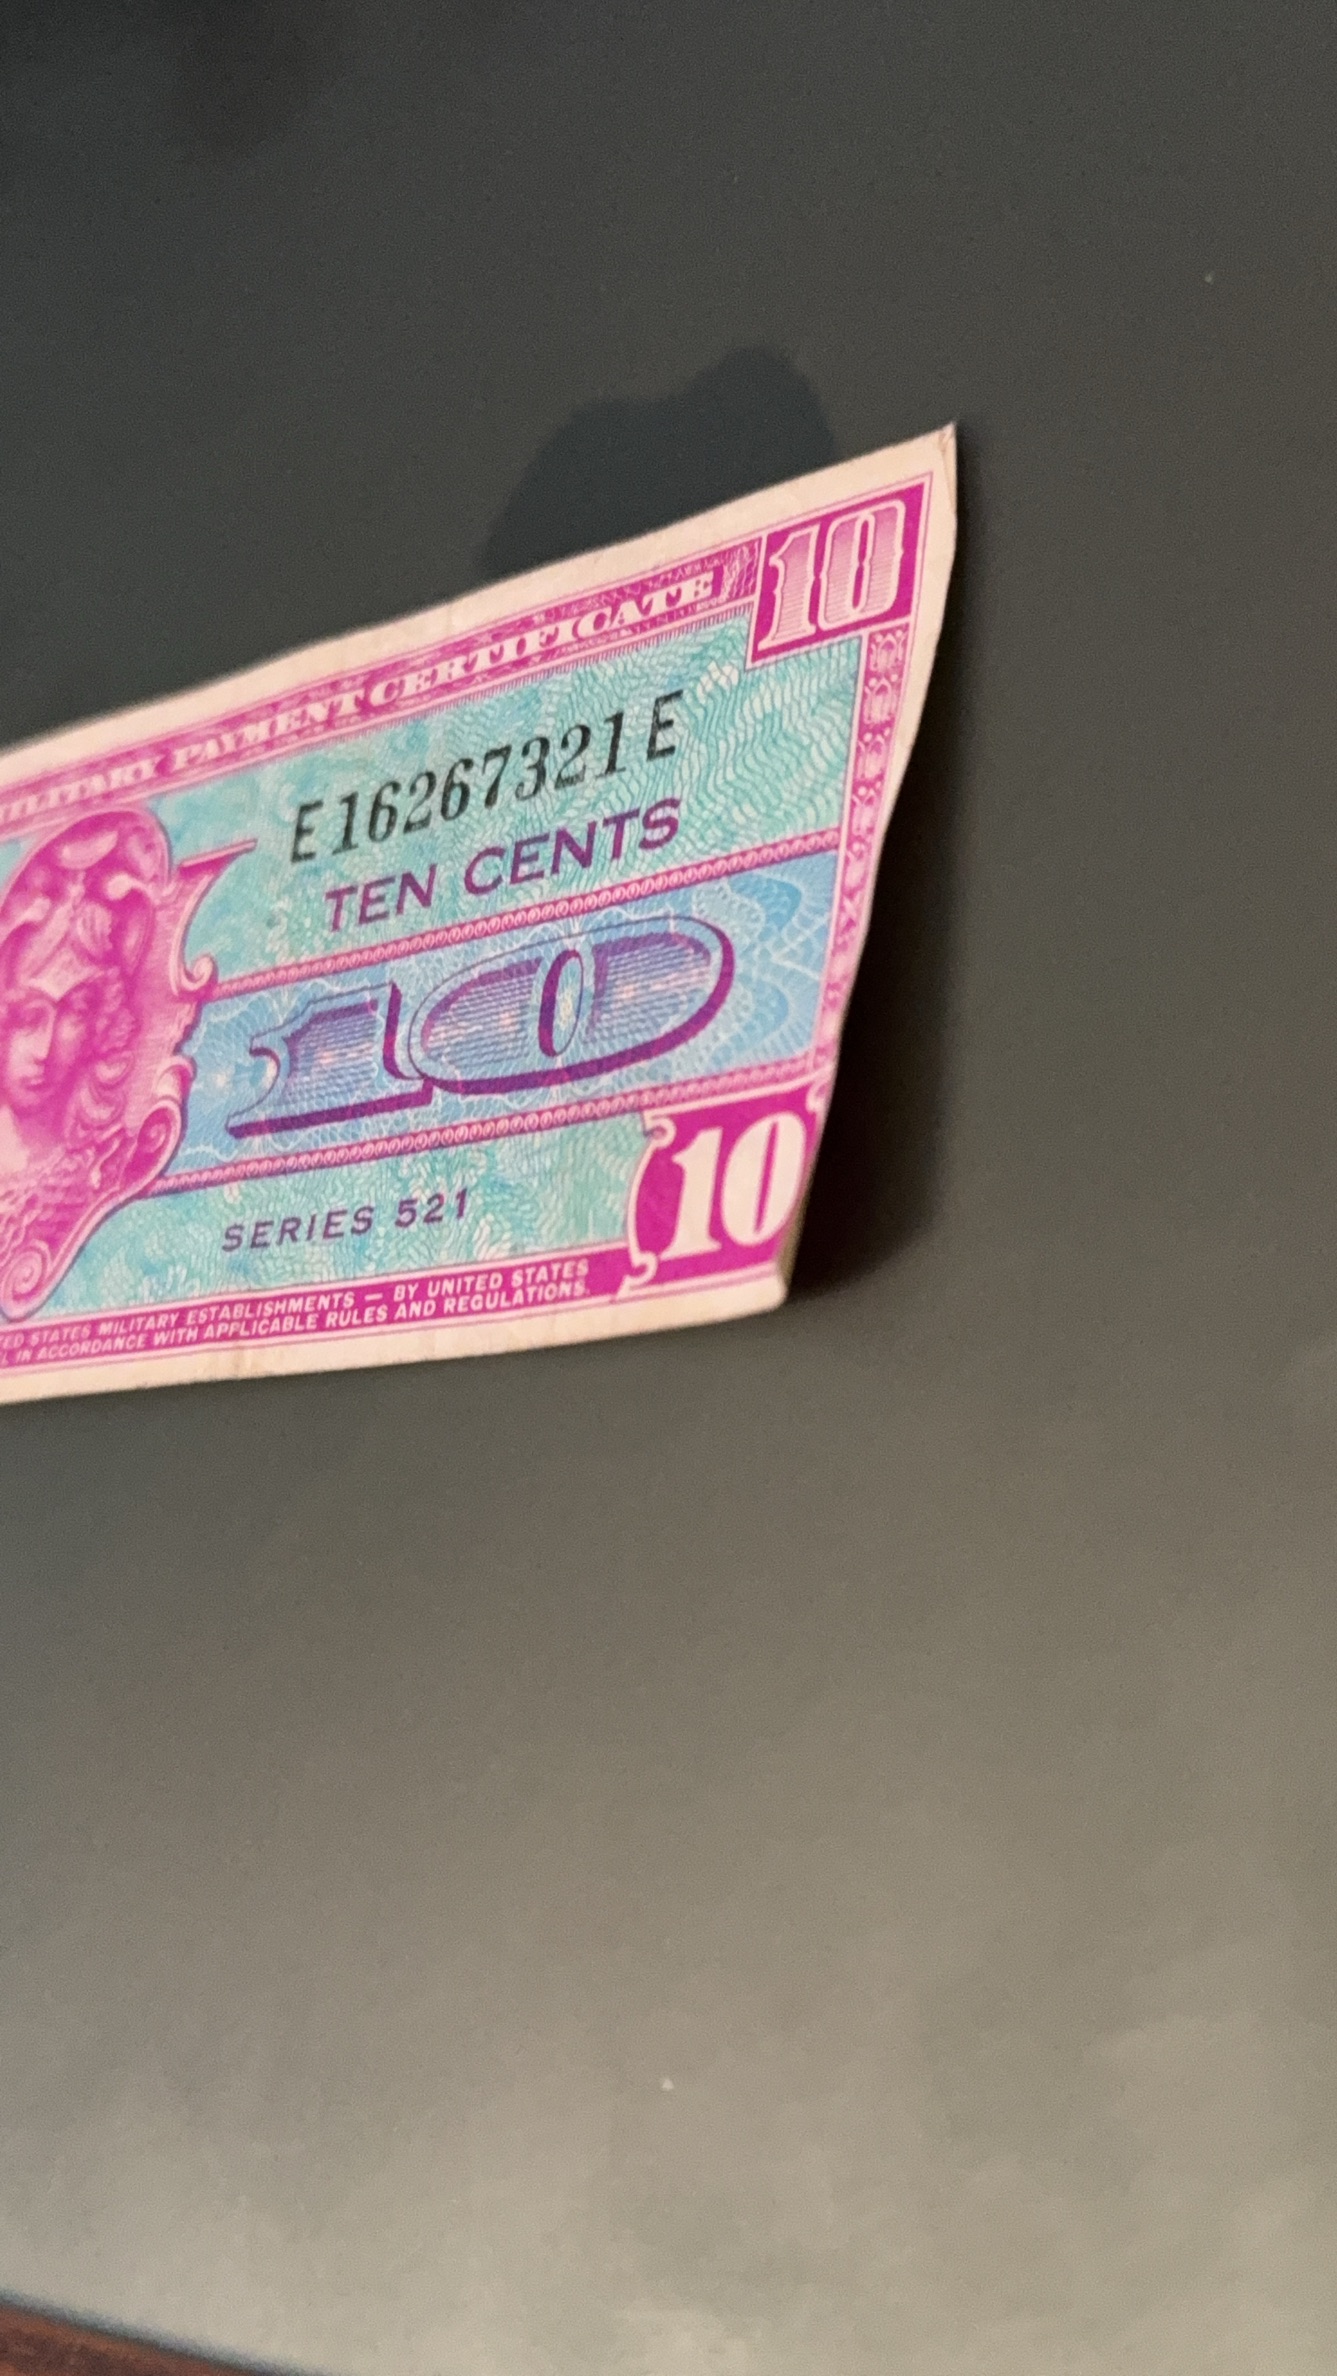 PAYMENT CERTIFICATE 10
E16267321E
TEN CENTS
10
SERIES 521
10
STATES MILITARY ESTABLISHMENTS — BY UNITED STATES
IN ACCORDANCE WITH APPLICABLE RULES AND REGULATIONS.